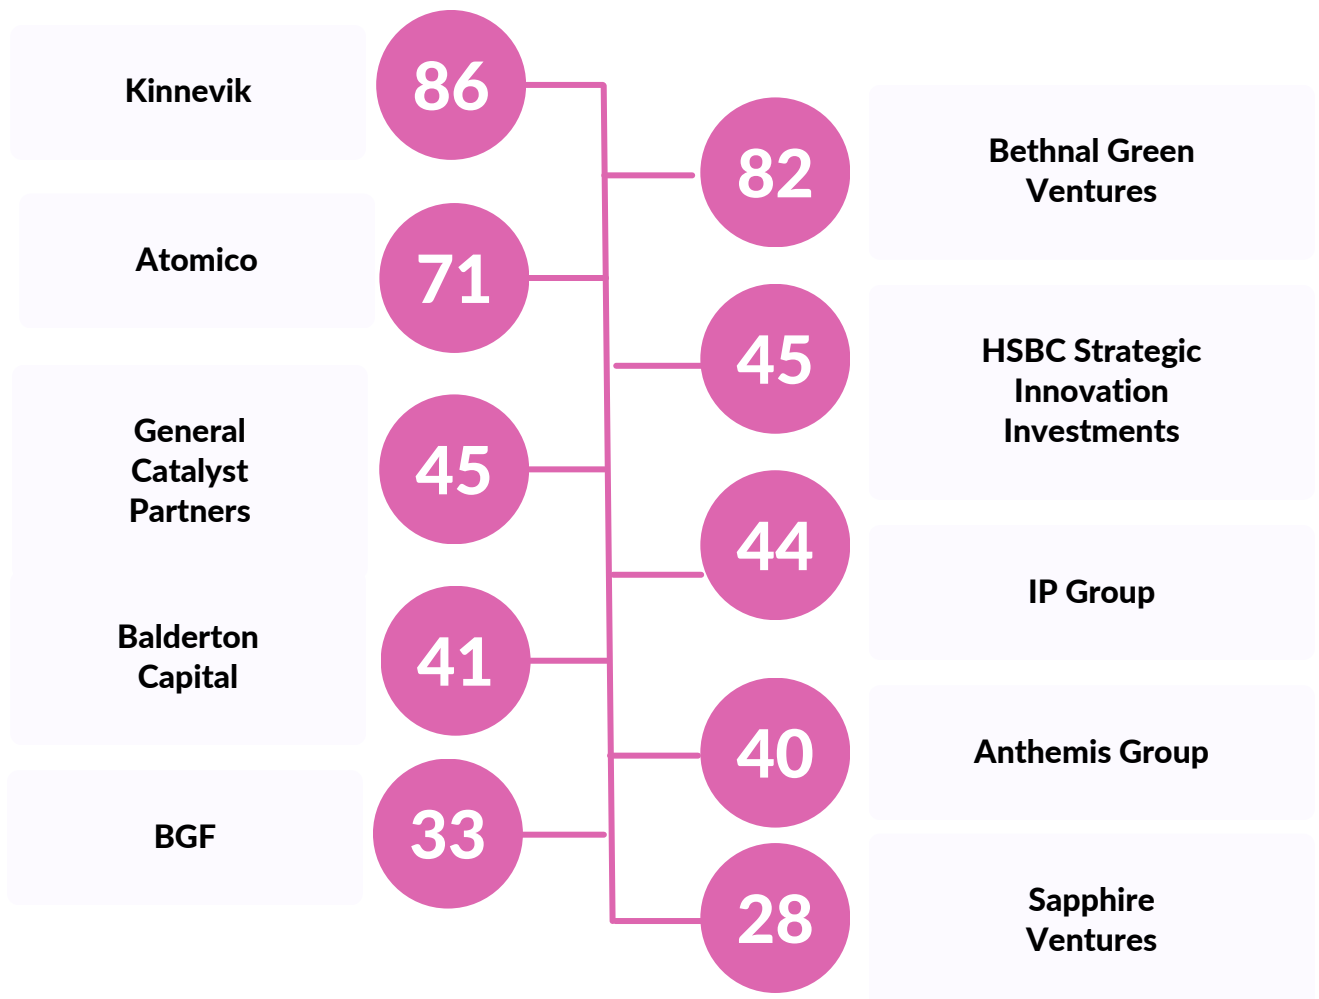 Kinnevik
86
82
Bethnal Green
Ventures
Atomico
71
45
HSBC Strategic
Innovation
Investments
General
Catalyst
Partners
45
44
IP Group
Balderton
Capital
41
40
Anthemis Group
BGF
33
28
Sapphire
Ventures